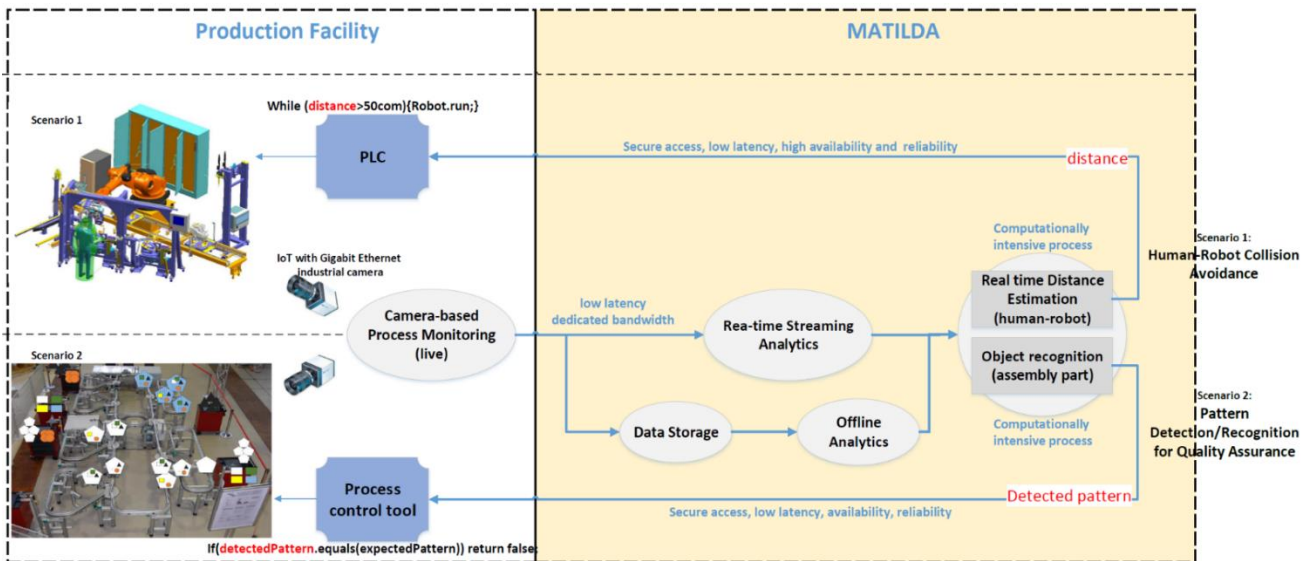 Production Facility
MATILDA
Scenario 1
While (distance>50com){Robot.run;}
PLC
Secure access, low latency, high availability and reliability
distance
IoT with Gigabit Ethernet
industrial camera
Camera-based
Process Monitoring
(live)
low latency
dedicated bandwidth
Rea-time Streaming
Analytics
Computationally
intensive process
Real time Distance
Estimation
(human-robot)
Object recognition
(assembly part)
Computationally
intensive process
Scenario 1:
Human-Robot Collision
Avoidance
Scenario 2
Data Storage
Offline
Analytics
Scenario 2:
Pattern
Detection/Recognition
for Quality Assurance
Process
control tool
Detected pattern
Secure access, low latency, availability, reliability
If(detectedPattern.equals(expectedPattern)) return false;